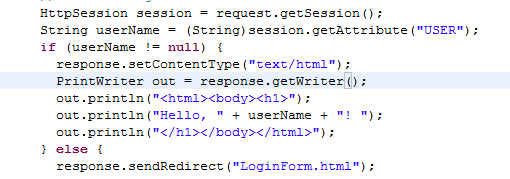 HttpSession session = request.getSession();
String userName = (String)session.getAttribute("USER");
if (userName != null) {
response.setContentType("text/html");
PrintWriter out = response.getWriter();
out.println("<html><body><h1>");
out.println("Hello, " + userName + "! ");
out.println("</h1></body></html>");
} else {
response.sendRedirect("LoginForm.html");